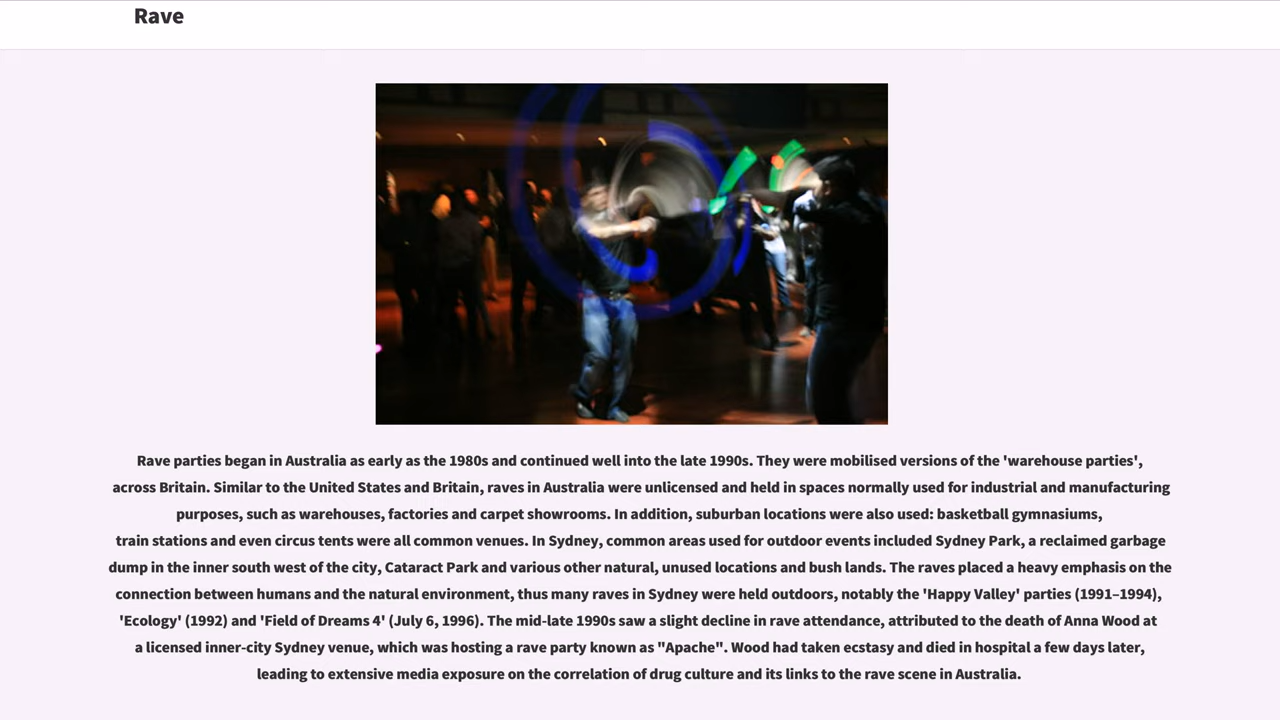 Rave
Rave parties began in Australia as early as the 1980s and continued well into the late 1990s. They were mobilised versions of the 'warehouse parties',
across Britain. Similar to the United States and Britain, raves in Australia were unlicensed and held in spaces normally used for industrial and manufacturing
purposes, such as warehouses, factories and carpet showrooms. In addition, suburban locations were also used: basketball gymnasiums,
train stations and even circus tents were all common venues. In Sydney, common areas used for outdoor events included Sydney Park, a reclaimed garbage
dump in the inner south west of the city, Cataract Park and various other natural, unused locations and bush lands. The raves placed a heavy emphasis on the
connection between humans and the natural environment, thus many raves in Sydney were held outdoors, notably the 'Happy Valley' parties (1991–1994),
'Ecology' (1992) and 'Field of Dreams 4' (July 6, 1996). The mid-late 1990s saw a slight decline in rave attendance, attributed to the death of Anna Wood at
a licensed inner-city Sydney venue, which was hosting a rave party known as "Apache". Wood had taken ecstasy and died in hospital a few days later,
leading to extensive media exposure on the correlation of drug culture and its links to the rave scene in Australia.